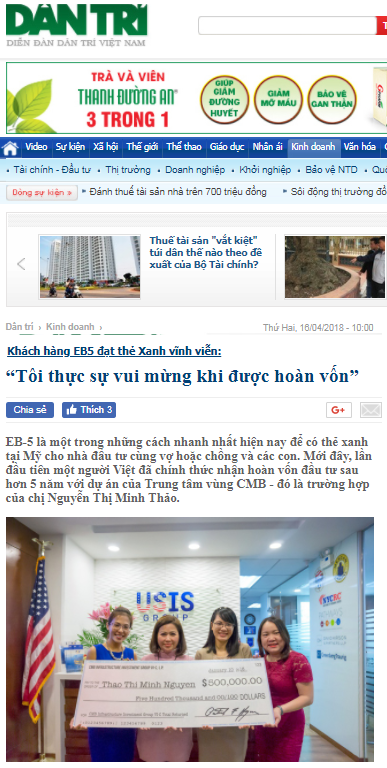 DÂN TRÍ
DIỄN ĐÀN DÂN TRÍ VIỆT NAM
TRÀ VÀ VIÊN
THANH ĐƯỜNG AN®
3 TRONG 1
GIÚP GIẢM ĐƯỜNG HUYẾT
GIẢM MỠ MÁU
BẢO VỆ GAN THẬN
Video Sự kiện Xã hội Thế giới Thể thao Giáo dục Nhân ái Kinh doanh Văn hóa
Tài chính - Đầu tư • Thị trường • Doanh nghiệp • Khởi nghiệp • Bảo vệ NTD • Quố
Dòng sự kiện » • Đánh thuế tài sản nhà trên 700 triệu đồng • Sôi động thị trường đồ
Thuế tài sản "vắt kiệt"
túi dân thế nào theo đề
xuất của Bộ Tài chính?
Dân trí › Kinh doanh ›
Thứ Hai, 16/04/2018 - 10:00
Khách hàng EB5 đạt thẻ Xanh vĩnh viễn:
“Tôi thực sự vui mừng khi được hoàn vốn”
Chia sẻ
Thích 3
G+
EB-5 là một trong những cách nhanh nhất hiện nay để có thẻ xanh
tại Mỹ cho nhà đầu tư cùng vợ hoặc chồng và các con. Mới đây, lần
đầu tiên một người Việt đã chính thức nhận hoàn vốn đầu tư sau
hơn 5 năm với dự án của Trung tâm vùng CMB - đó là trường hợp
của chị Nguyễn Thị Minh Thảo.
USIS
GROUP
Thao Thi Minh Nguyen
$500,000.00
Five Hundred Thousand and 00/100 DOLLARS